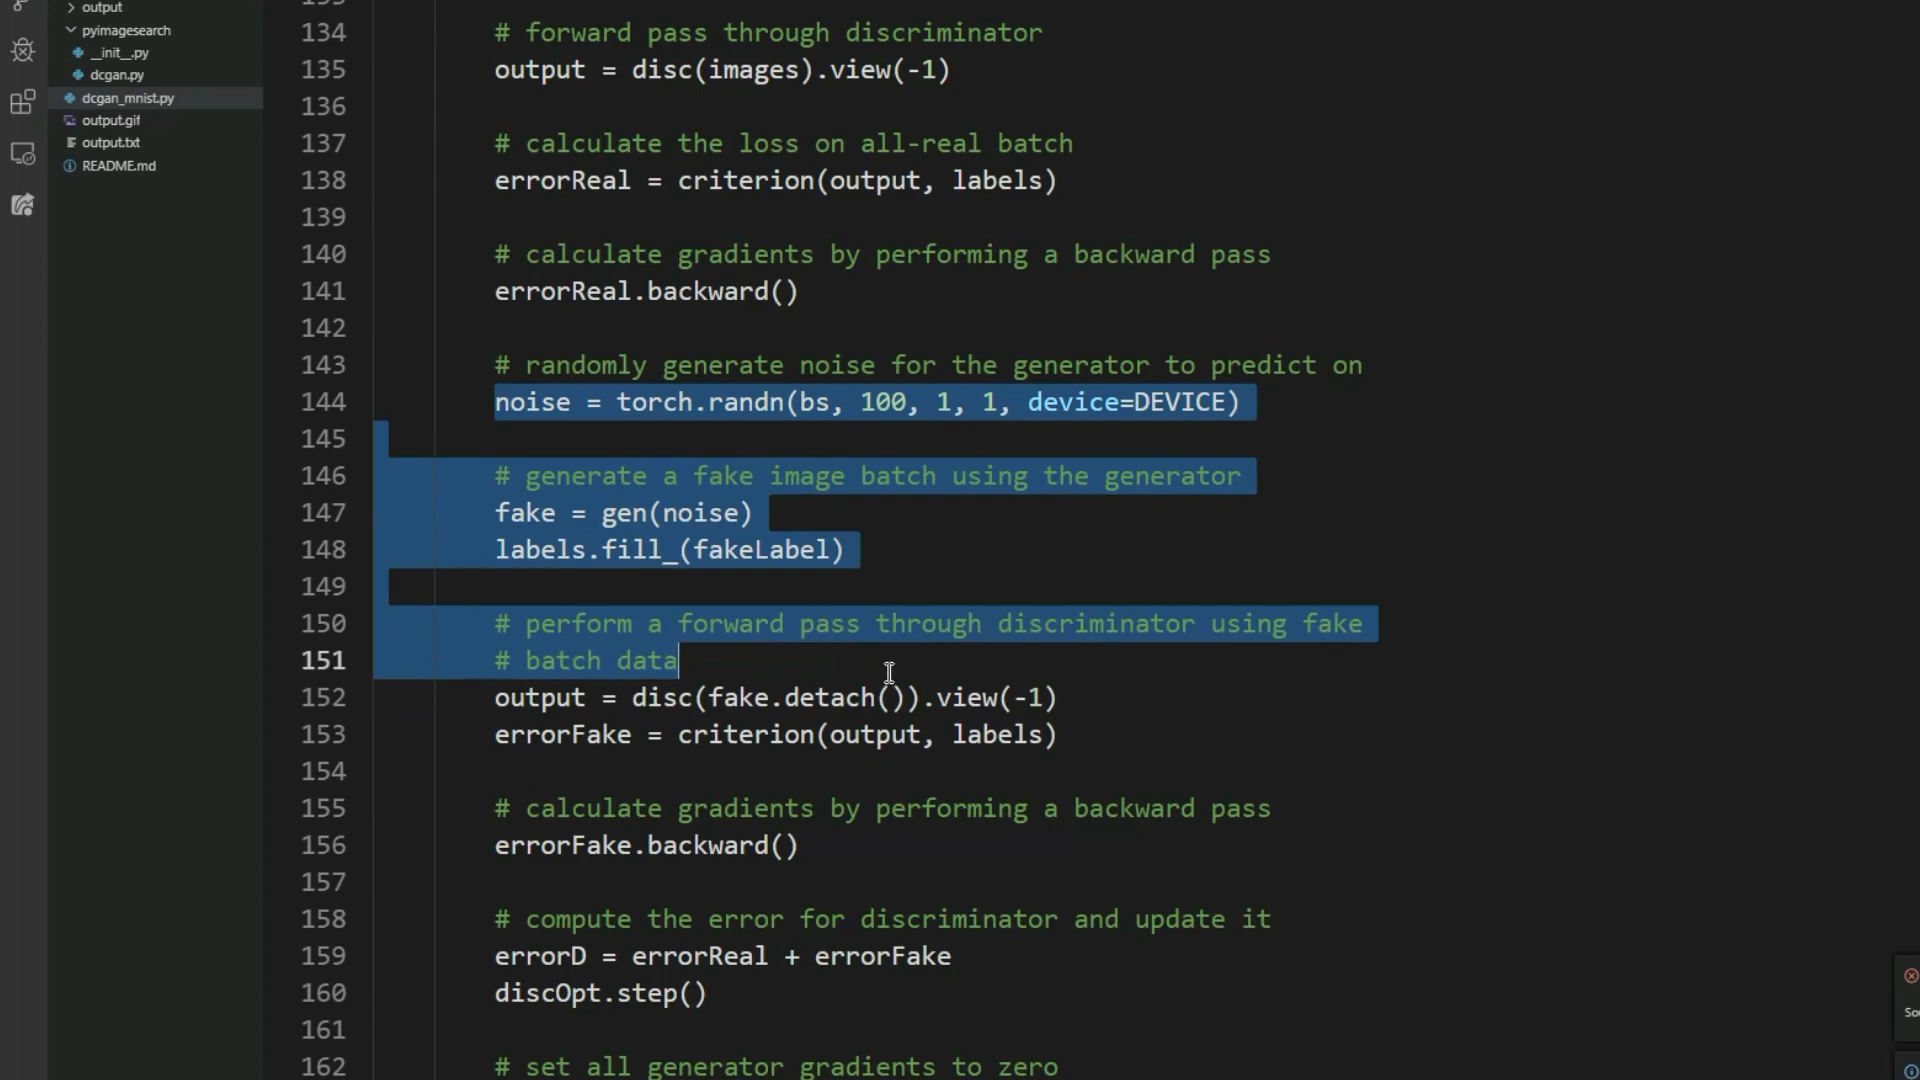 output
pyimagesearch
__init__.py
dcgan.py
dcgan_mnist.py
output.gif
output.txt
README.md
134 # forward pass through discriminator
135 output = disc(images).view(-1)
136
137 # calculate the loss on all-real batch
138 errorReal = criterion(output, labels)
139
140 # calculate gradients by performing a backward pass
141 errorReal.backward()
142
143 # randomly generate noise for the generator to predict on
144 noise = torch.randn(bs, 100, 1, 1, device=DEVICE)
145
146 # generate a fake image batch using the generator
147 fake = gen(noise)
148 labels.fill_(fakeLabel)
149
150 # perform a forward pass through discriminator using fake
151 # batch data
152 output = disc(fake.detach()).view(-1)
153 errorFake = criterion(output, labels)
154
155 # calculate gradients by performing a backward pass
156 errorFake.backward()
157
158 # compute the error for discriminator and update it
159 errorD = errorReal + errorFake
160 discOpt.step()
161
162 # set all generator gradients to zero